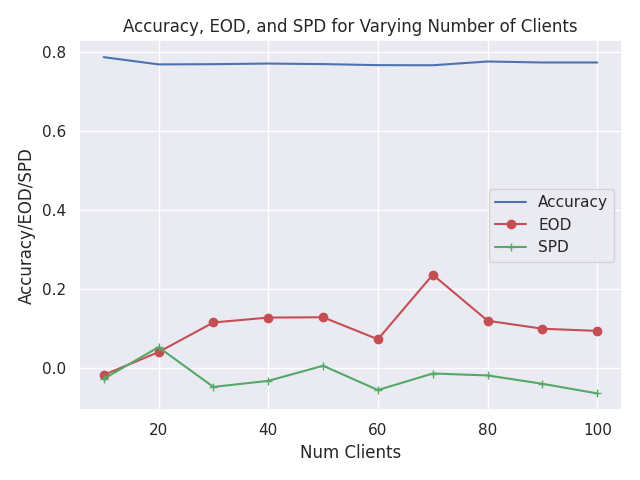 Accuracy, EOD, and SPD for Varying Number of Clients
0.8
0.6
0.4
0.2
0.0
Accuracy/EOD/SPD
Accuracy
EOD
SPD
20 40 60 80 100
Num Clients